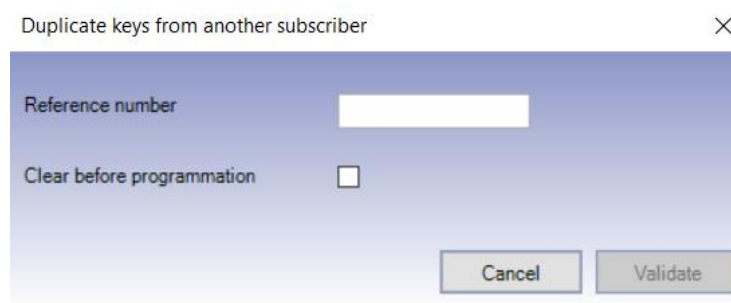 Duplicate keys from another subscriber
Reference number
Clear before programmation
Cancel
Validate